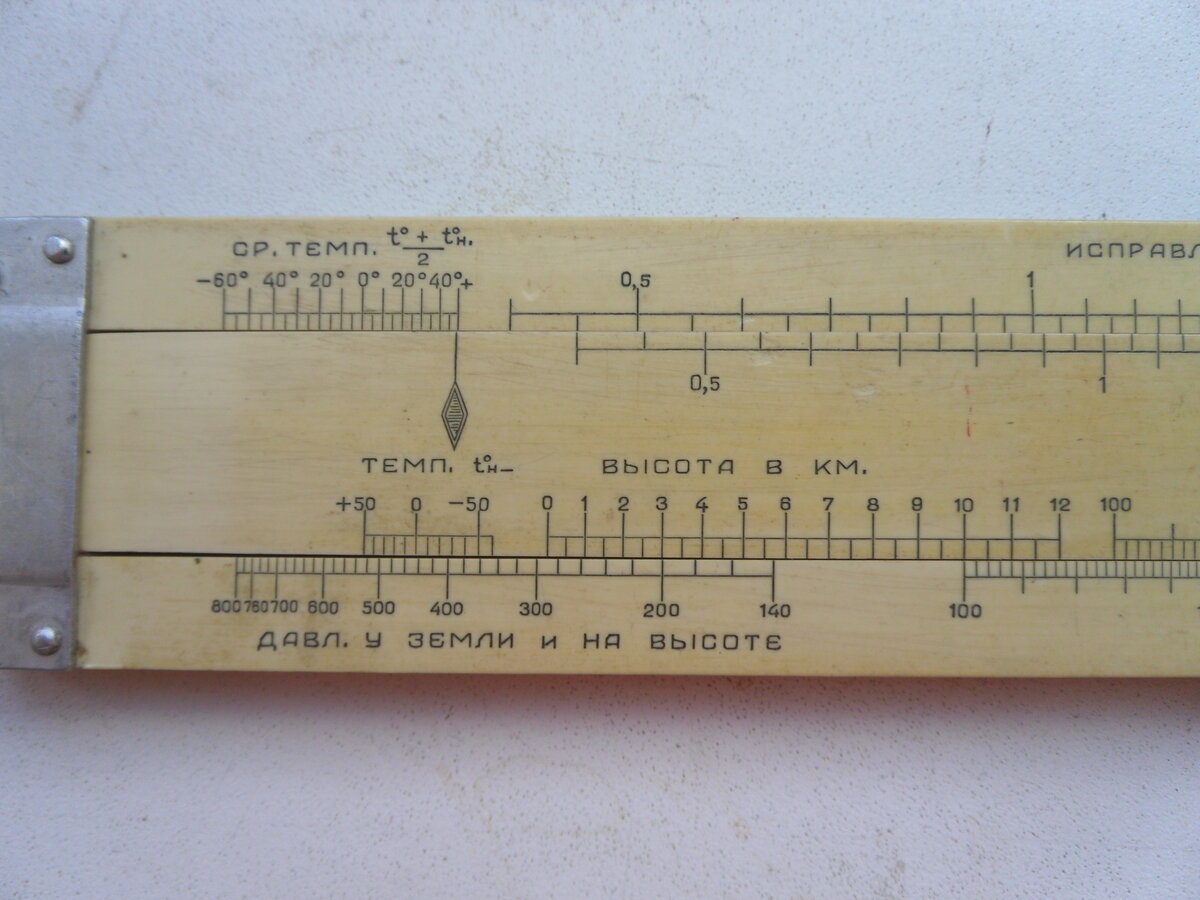 СР. ТЕМП. t° + t°н. / 2
ИСПРАВЛ
-60° 40° 20° 0° 20° 40°+
0,5 1
0,5 1
ТЕМП. t°н-
ВЫСОТА В КМ.
+50 0 -50
0 1 2 3 4 5 6 7 8 9 10 11 12 100
800 760 700 600 500 400 300 200 140 100
ДАВЛ. У ЗЕМЛИ И НА ВЫСОТЕ